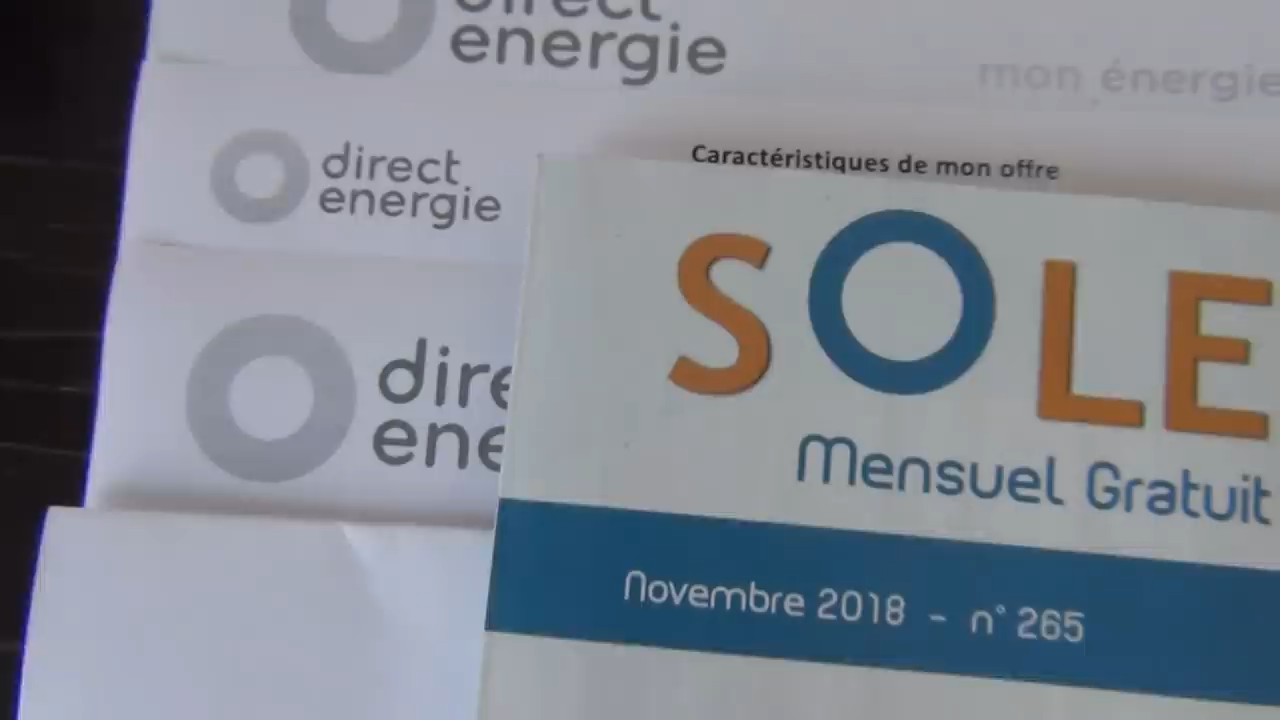 direct
energie
mon énergie
direct
energie
Caractéristiques de mon offre
SOLE
Mensuel Gratuit
dire
ene
Novembre 2018 - n° 265